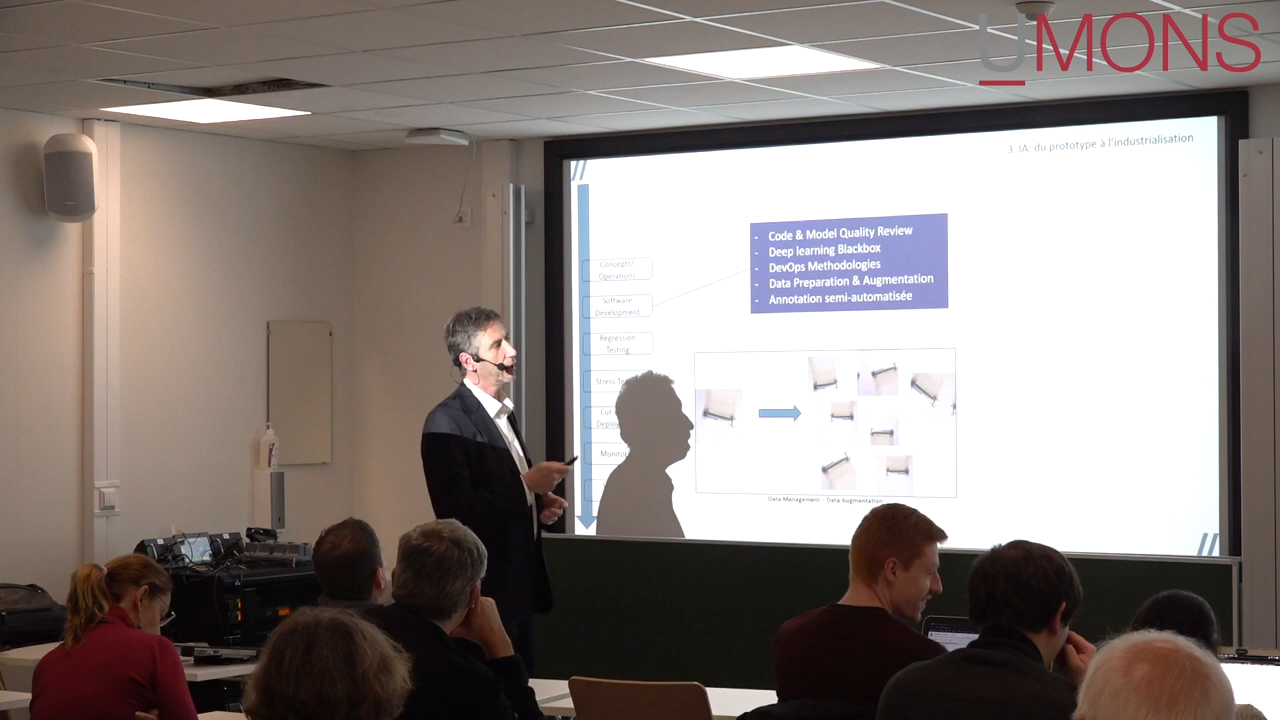 UMONS
3. IA: du prototype à l'industrialisation
- Code & Model Quality Review
- Deep learning Blackbox
- DevOps Methodologies
- Data Preparation & Augmentation
- Annotation semi-automatisée
Concepts/
Operations
Software
Development
Regression
Testing
Stress
Data Management - Data Augmentation